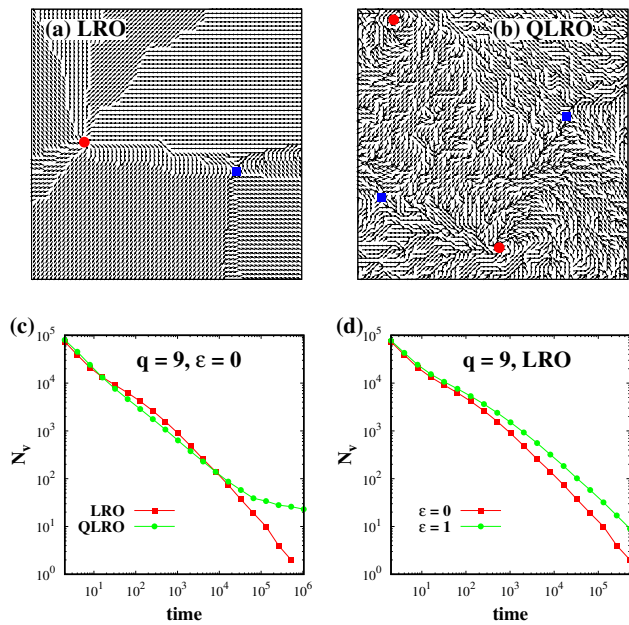 (a) LRO
(b) QLRO
(c)
q = 9, ε = 0
N_v
10^5
10^4
10^3
10^2
10^1
10^0
LRO
QLRO
10^1 10^2 10^3 10^4 10^5 10^6
time
(d)
q = 9, LRO
N_v
10^5
10^4
10^3
10^2
10^1
10^0
ε = 0
ε = 1
10^1 10^2 10^3 10^4 10^5
time